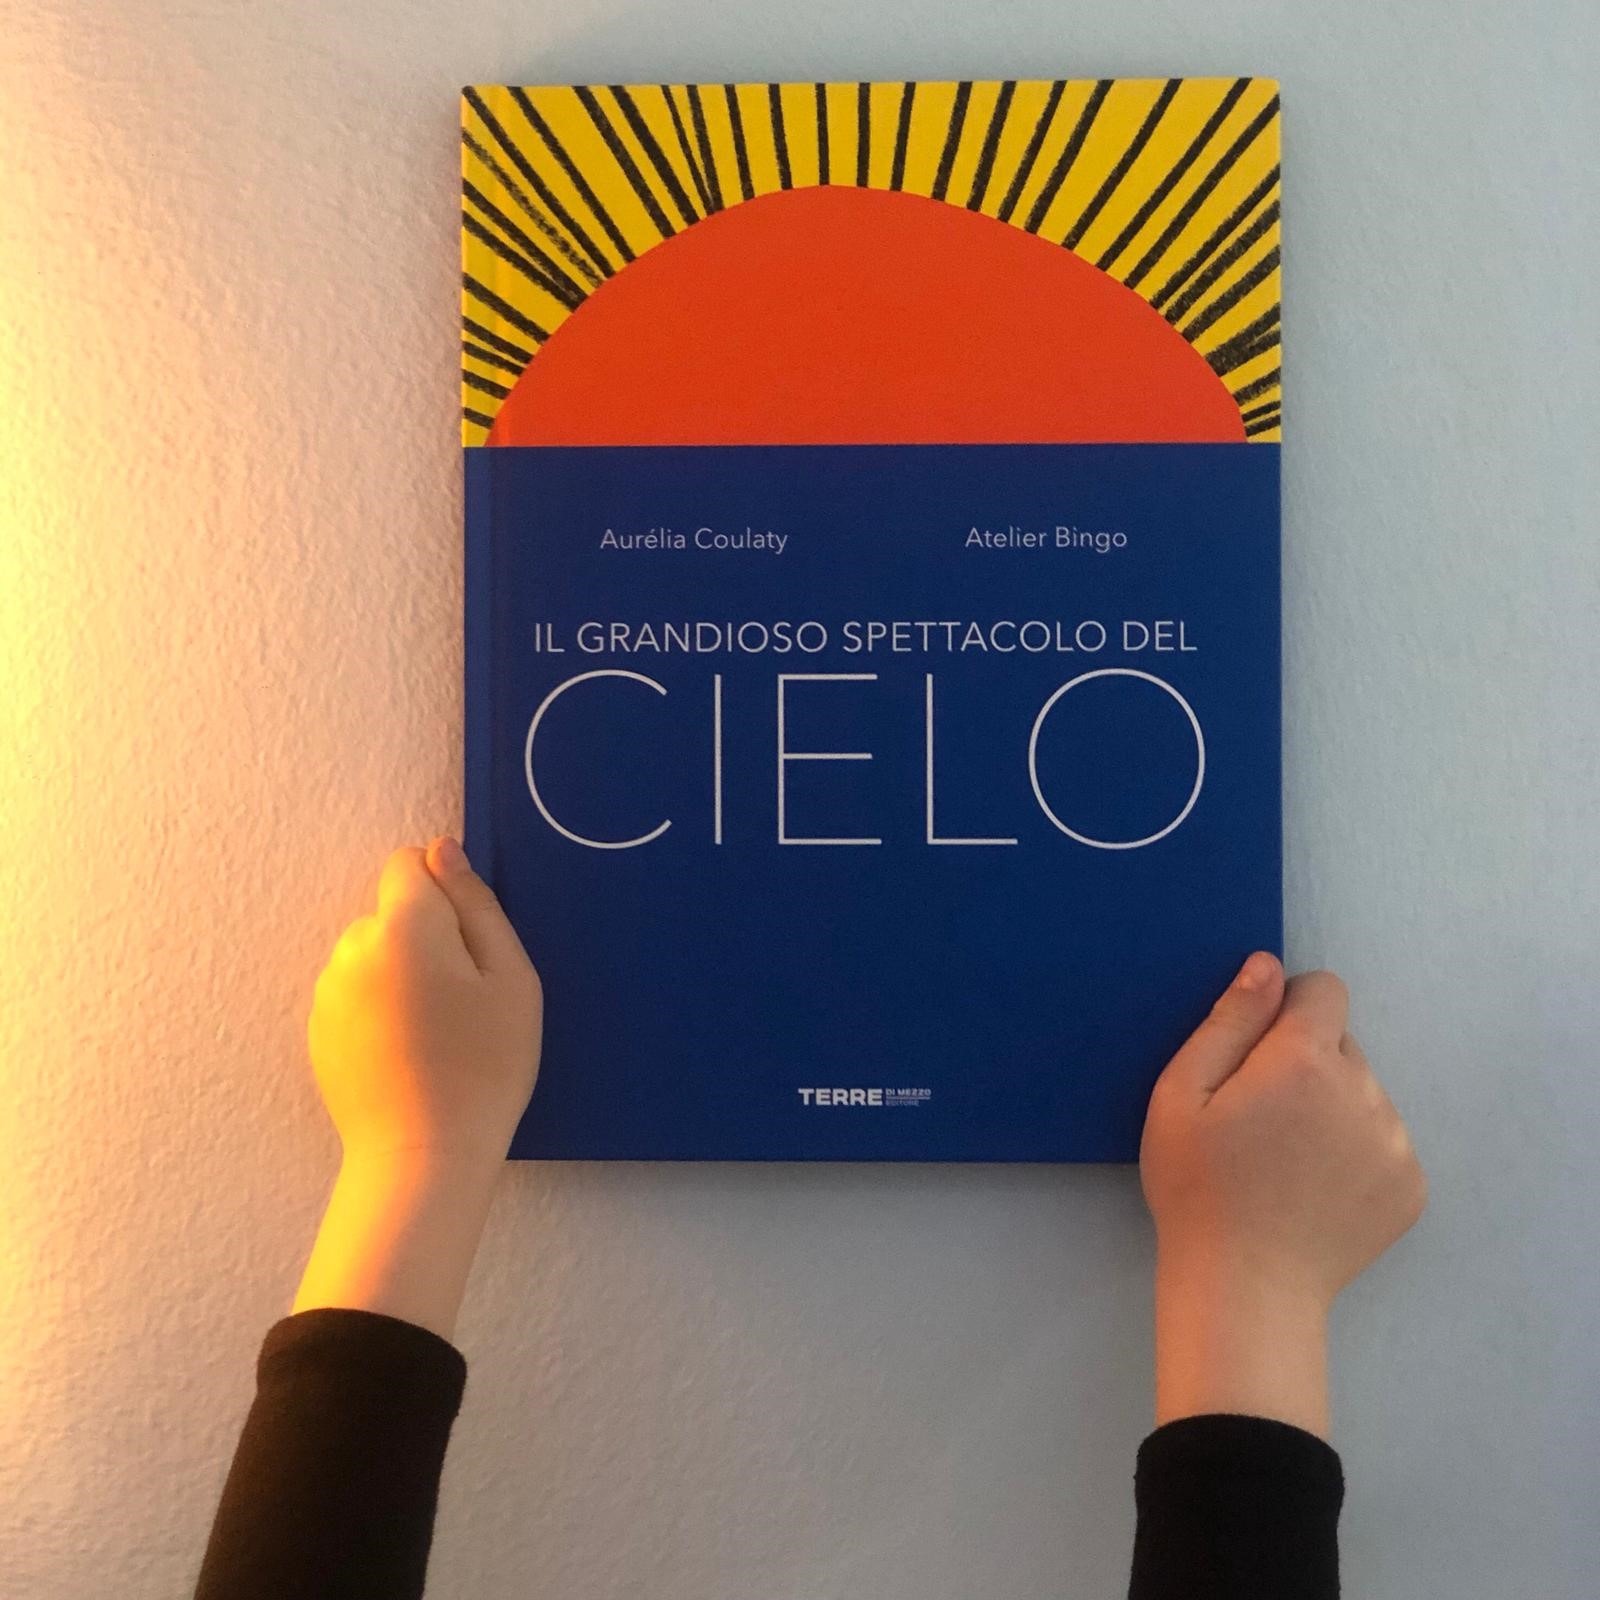 Aurélia Coulaty Atelier Bingo
IL GRANDIOSO SPETTACOLO DEL
CIELO
TERRE DI MEZZO
EDITORE